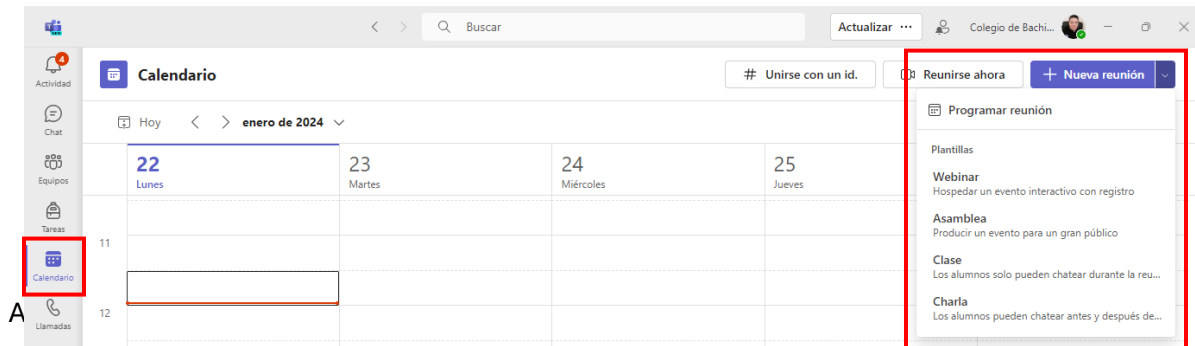 Buscar
Actualizar ...
Colegio de Bachi...
4
Actividad
Chat
Equipos
Tareas
Calendario
Llamadas
A
Calendario
# Unirse con un id.
Reunirse ahora
+ Nueva reunión
Hoy
enero de 2024
22
Lunes
23
Martes
24
Miércoles
25
Jueves
11
12
Programar reunión
Plantillas
Webinar
Hospedar un evento interactivo con registro
Asamblea
Producir un evento para un gran público
Clase
Los alumnos solo pueden chatear durante la reu...
Charla
Los alumnos pueden chatear antes y después de...